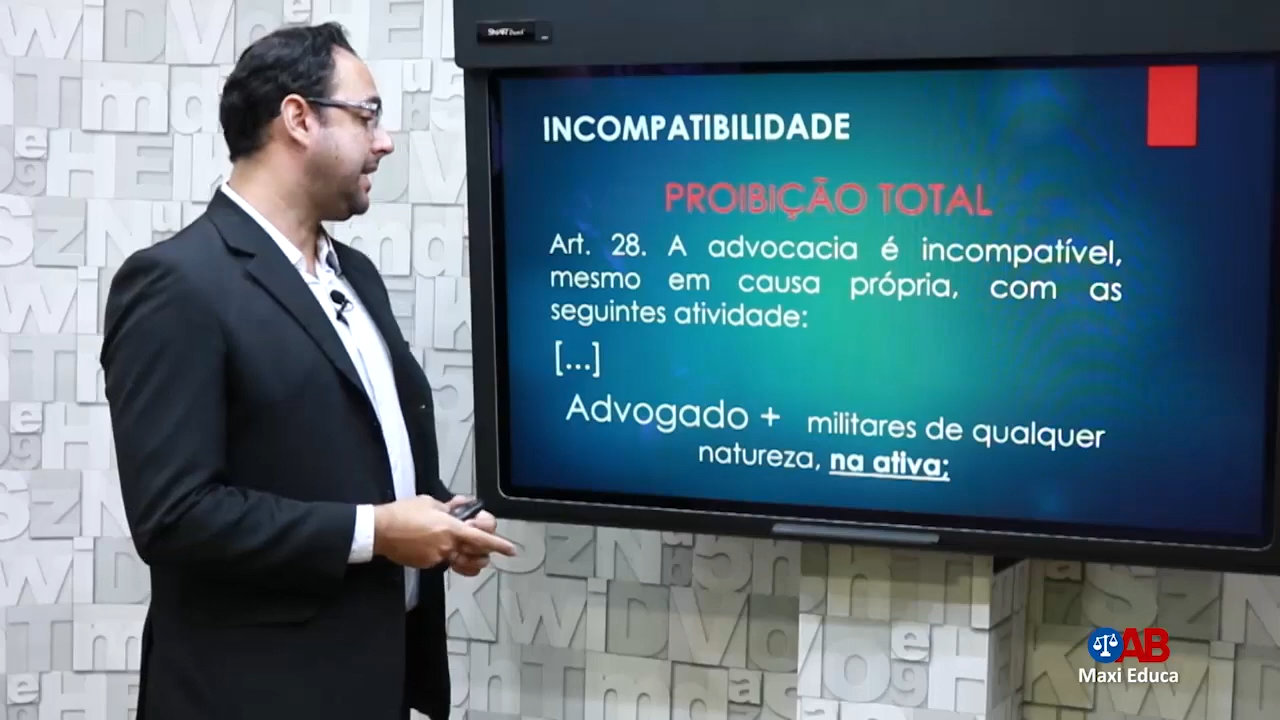 INCOMPATIBILIDADE
PROIBIÇÃO TOTAL
Art. 28. A advocacia é incompatível,
mesmo em causa própria, com as
seguintes atividade:
[...]
Advogado + militares de qualquer
natureza, na ativa;
OAB
Maxi Educa